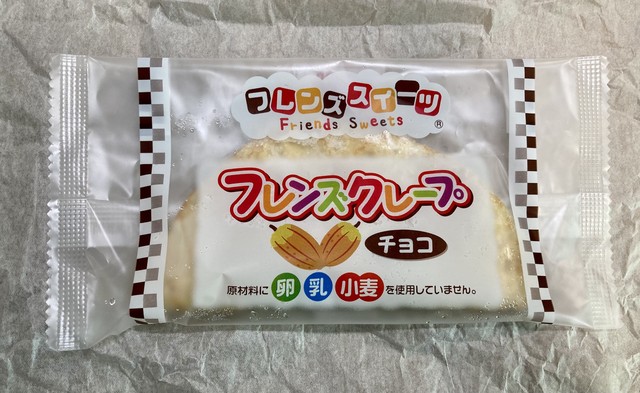 フレンズスイーツ
Friends Sweets ®
フレンズクレープ
チョコ
原材料に 卵 乳 小麦 を使用していません。